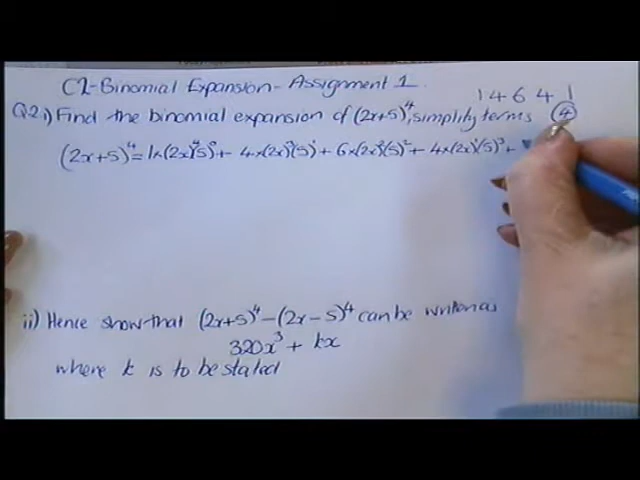 C2-Binomial Expansion-Assignment 1
1 4 6 4 1
Q2.i) Find the binomial expansion of (2x+5)⁴, simplify terms (4)
(2x+5)⁴ = 1×(2x)⁴(5)⁰ + 4×(2x)³(5)¹ + 6×(2x)²(5)² + 4×(2x)¹(5)³ +
ii) Hence show that (2x+5)⁴-(2x-5)⁴ can be written as
320x³ + kx
where k is to be stated